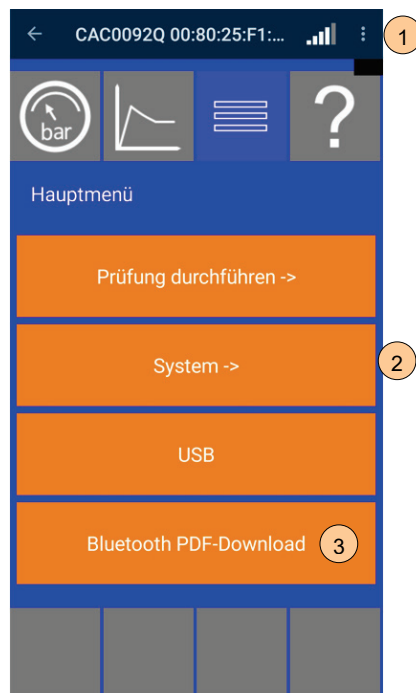 CAC0092Q 00:80:25:F1:...
1
bar
?
Hauptmenü
Prüfung durchführen ->
System ->
2
USB
Bluetooth PDF-Download
3